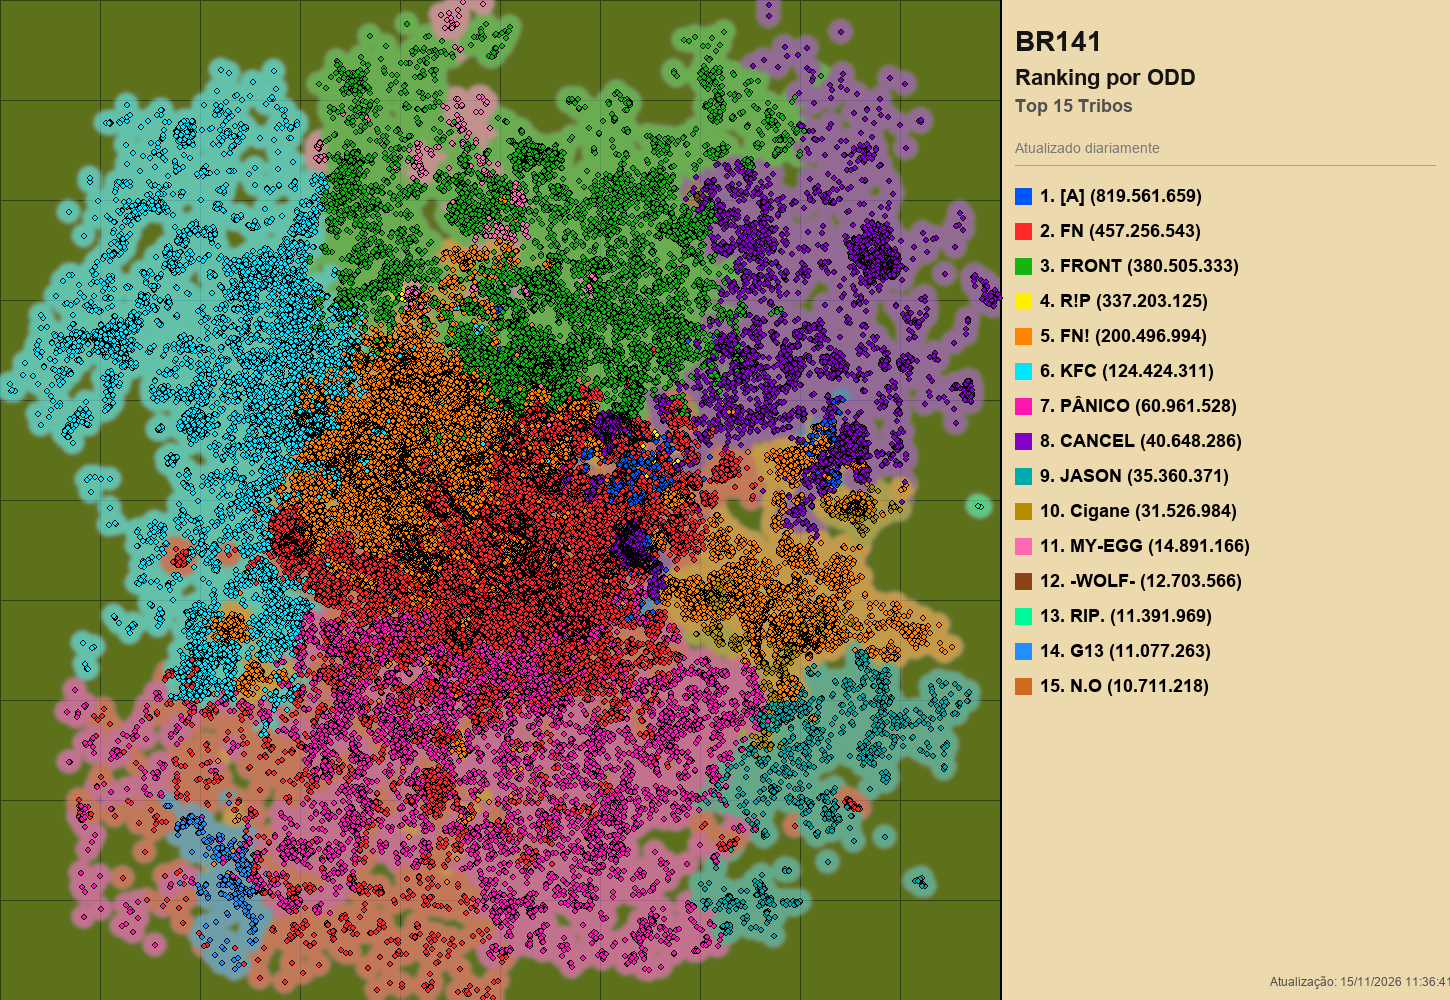 BR141
Ranking por ODD
Top 15 Tribos
Atualizado diariamente
1. [A] (819.561.659)
2. FN (457.256.543)
3. FRONT (380.505.333)
4. R!P (337.203.125)
5. FN! (200.496.994)
6. KFC (124.424.311)
7. PÂNICO (60.961.528)
8. CANCEL (40.648.286)
9. JASON (35.360.371)
10. Cigane (31.526.984)
11. MY-EGG (14.891.166)
12. -WOLF- (12.703.566)
13. RIP. (11.391.969)
14. G13 (11.077.263)
15. N.O (10.711.218)
Atualização: 15/11/2026 11:36:41